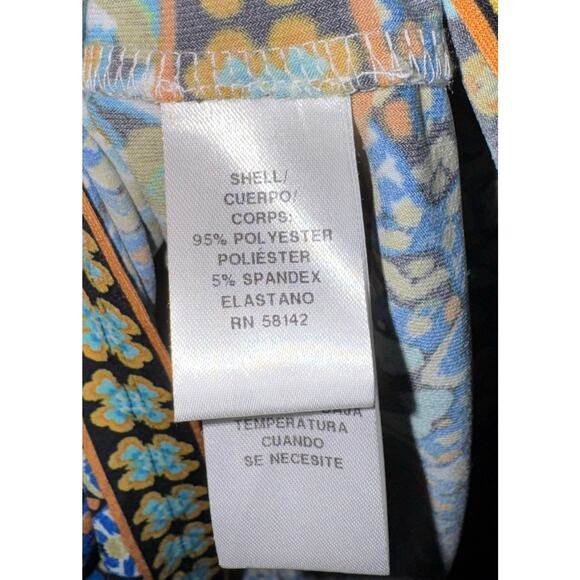 SHELL/
CUERPO/
CORPS:
95% POLYESTER
POLIÉSTER
5% SPANDEX
ELASTANO
RN 58142
TEMPERATURA
CUANDO
SE NECESITE